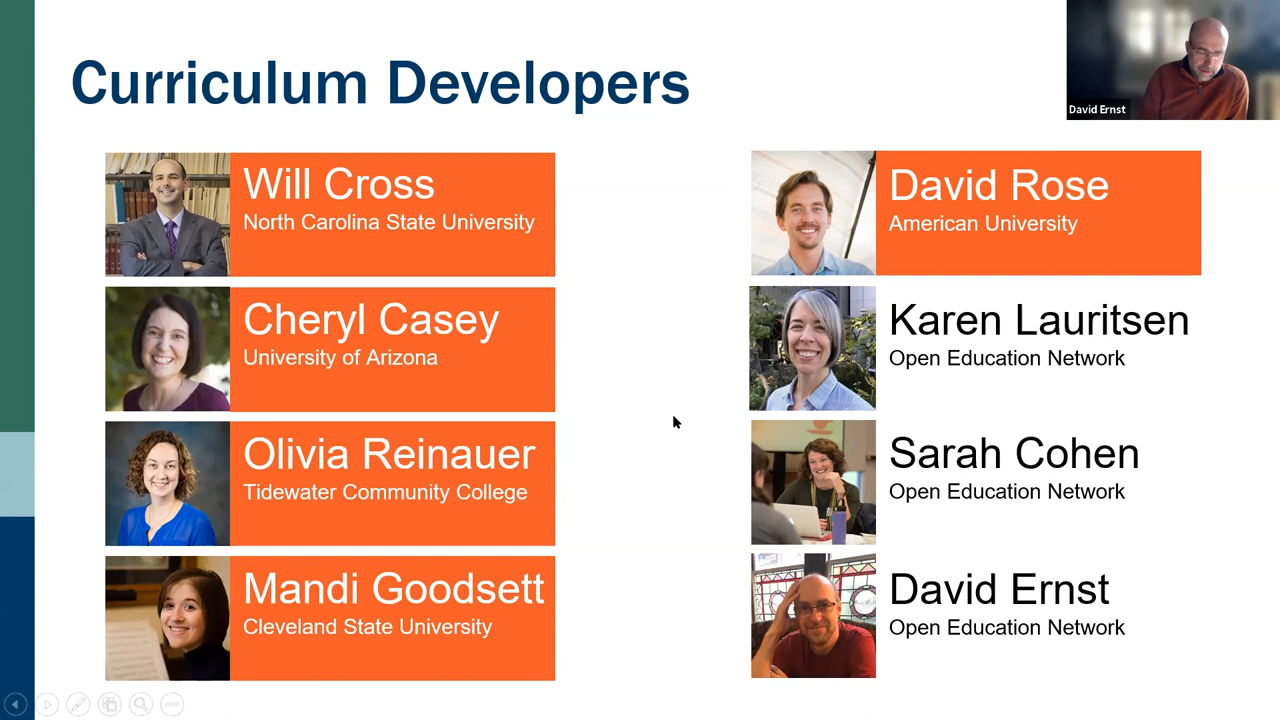 Curriculum Developers
David Ernst
Will Cross
North Carolina State University
Cheryl Casey
University of Arizona
Olivia Reinauer
Tidewater Community College
Mandi Goodsett
Cleveland State University
David Rose
American University
Karen Lauritsen
Open Education Network
Sarah Cohen
Open Education Network
David Ernst
Open Education Network